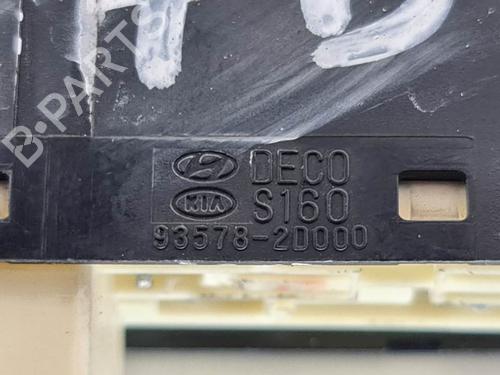 B-PARTS
DECO
KIA S160
93578-2D000